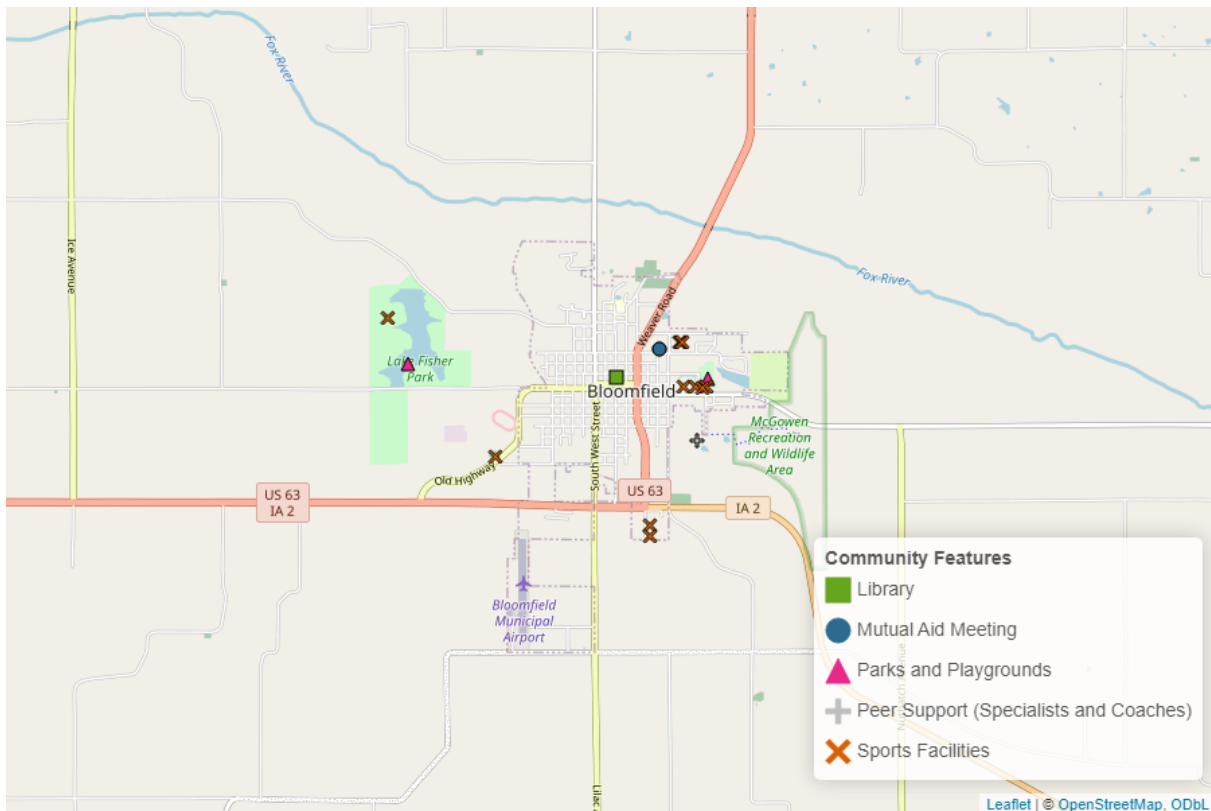 Fox River
Ice Avenue
Weaver Road
Fox River
Lake Fisher
Park
Bloomfield
South West Street
McGowen
Recreation
and Wildlife
Area
Old Highway
US 63
IA 2
US 63
IA 2
Bloomfield
Municipal
Airport
Community Features
Library
Mutual Aid Meeting
Parks and Playgrounds
Peer Support (Specialists and Coaches)
Sports Facilities
Leaflet | © OpenStreetMap, ODbL